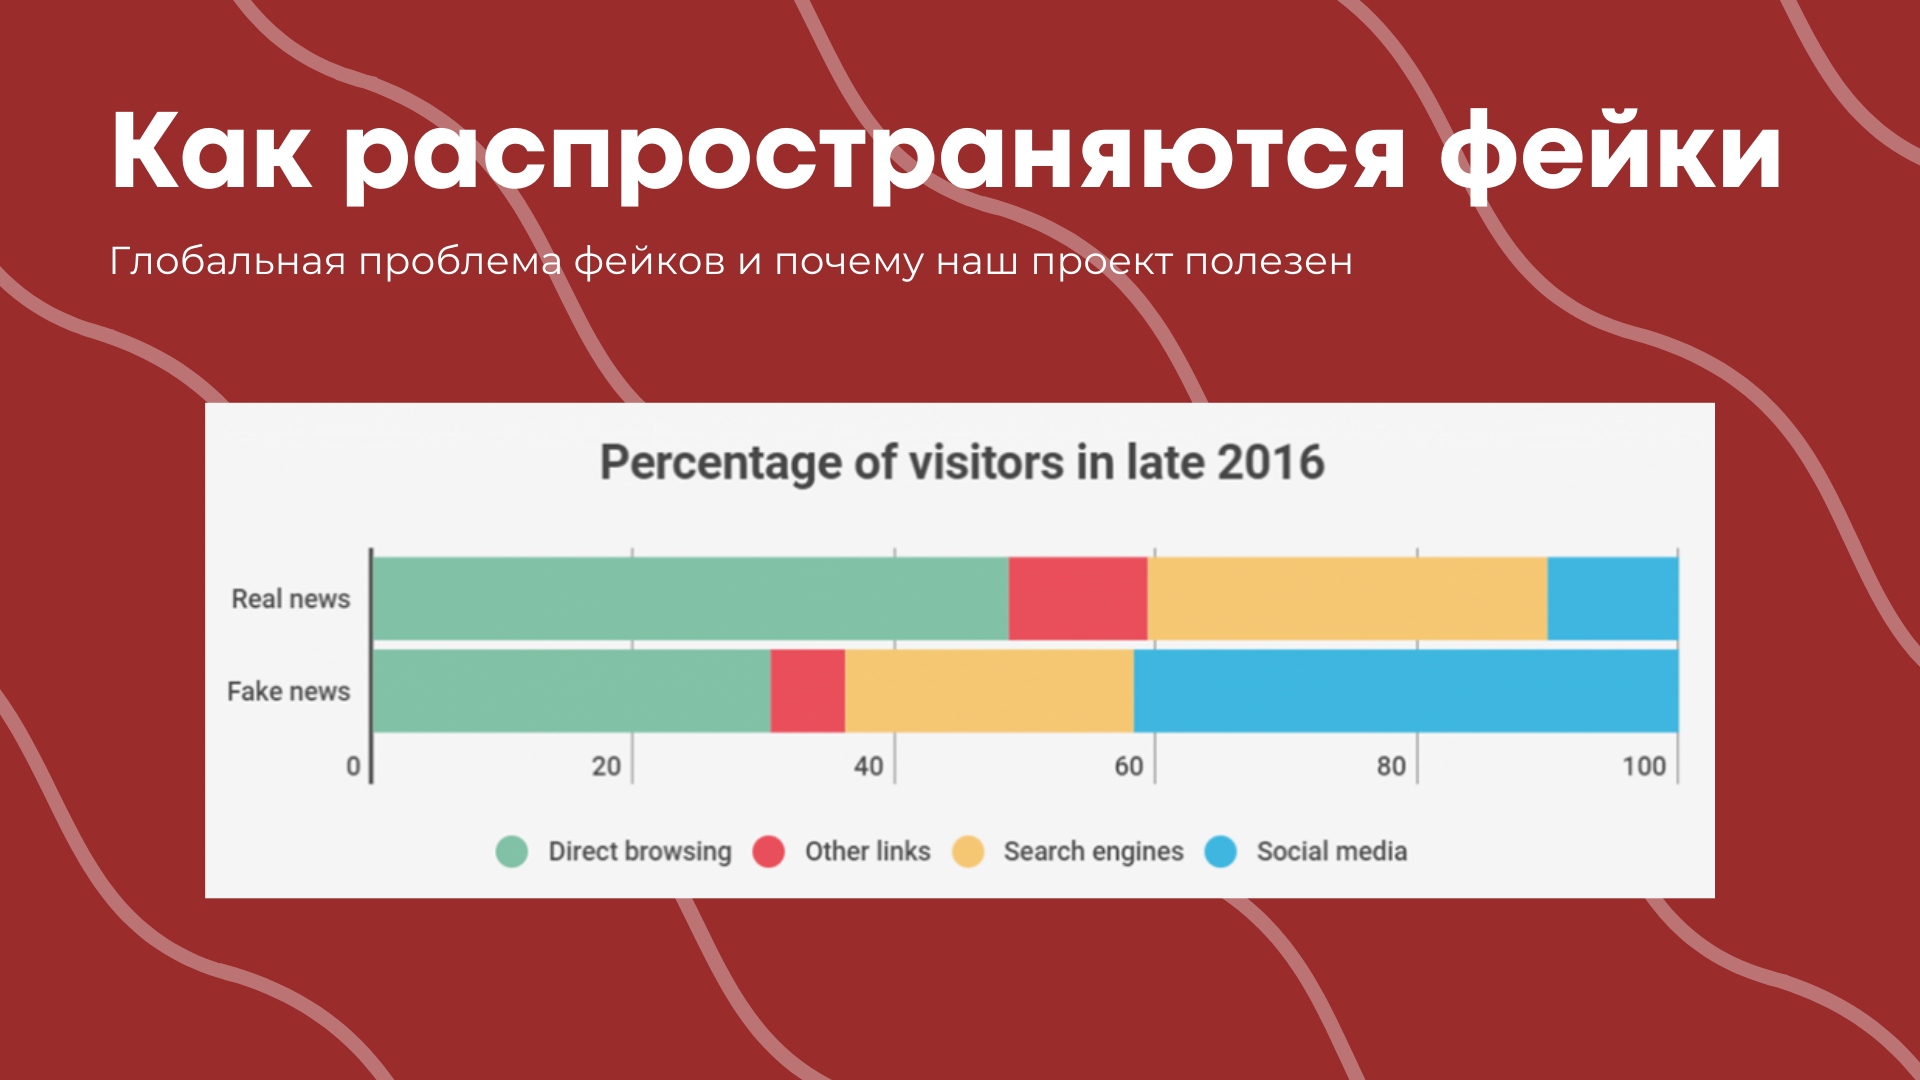 Как распространяются фейки
Глобальная проблема фейков и почему наш проект полезен
Percentage of visitors in late 2016
Real news
Fake news
0 20 40 60 80 100
Direct browsing Other links Search engines Social media